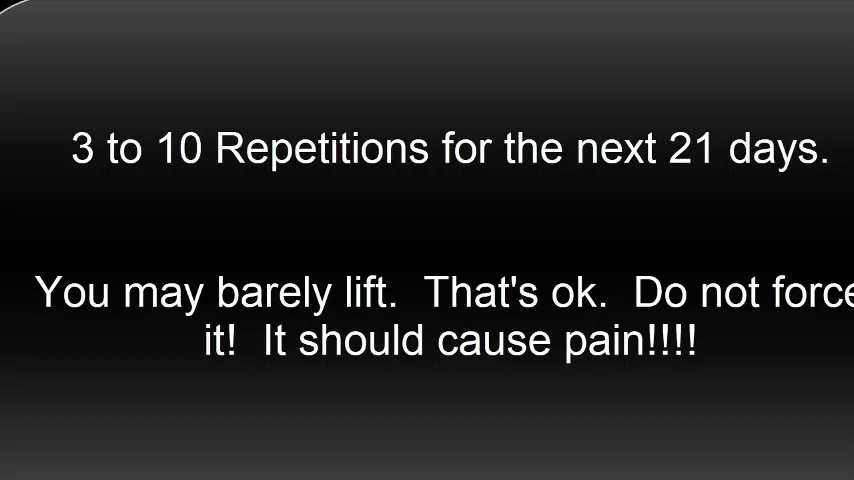 3 to 10 Repetitions for the next 21 days.
You may barely lift.  That's ok.  Do not force
it!  It should cause pain!!!!